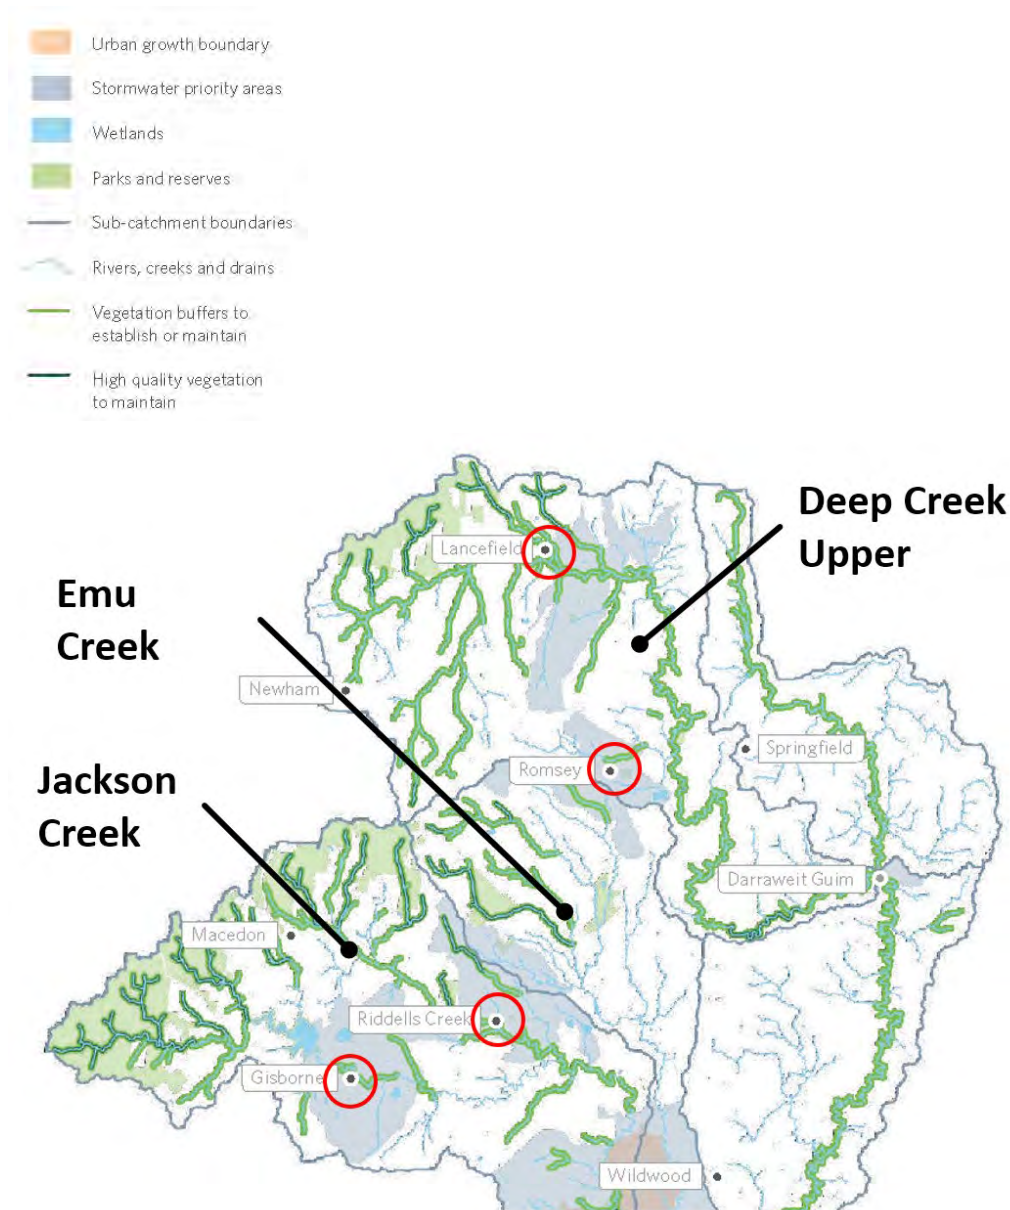 Urban growth boundary
Stormwater priority areas
Wetlands
Parks and reserves
Sub-catchment boundaries
Rivers, creeks and drains
Vegetation buffers to
establish or maintain
High quality vegetation
to maintain
Deep Creek
Upper
Lancefield
Emu
Creek
Newham
Springfield
Romsey
Jackson
Creek
Darraweit Guim
Macedon
Riddells Creek
Gisborne
Wildwood